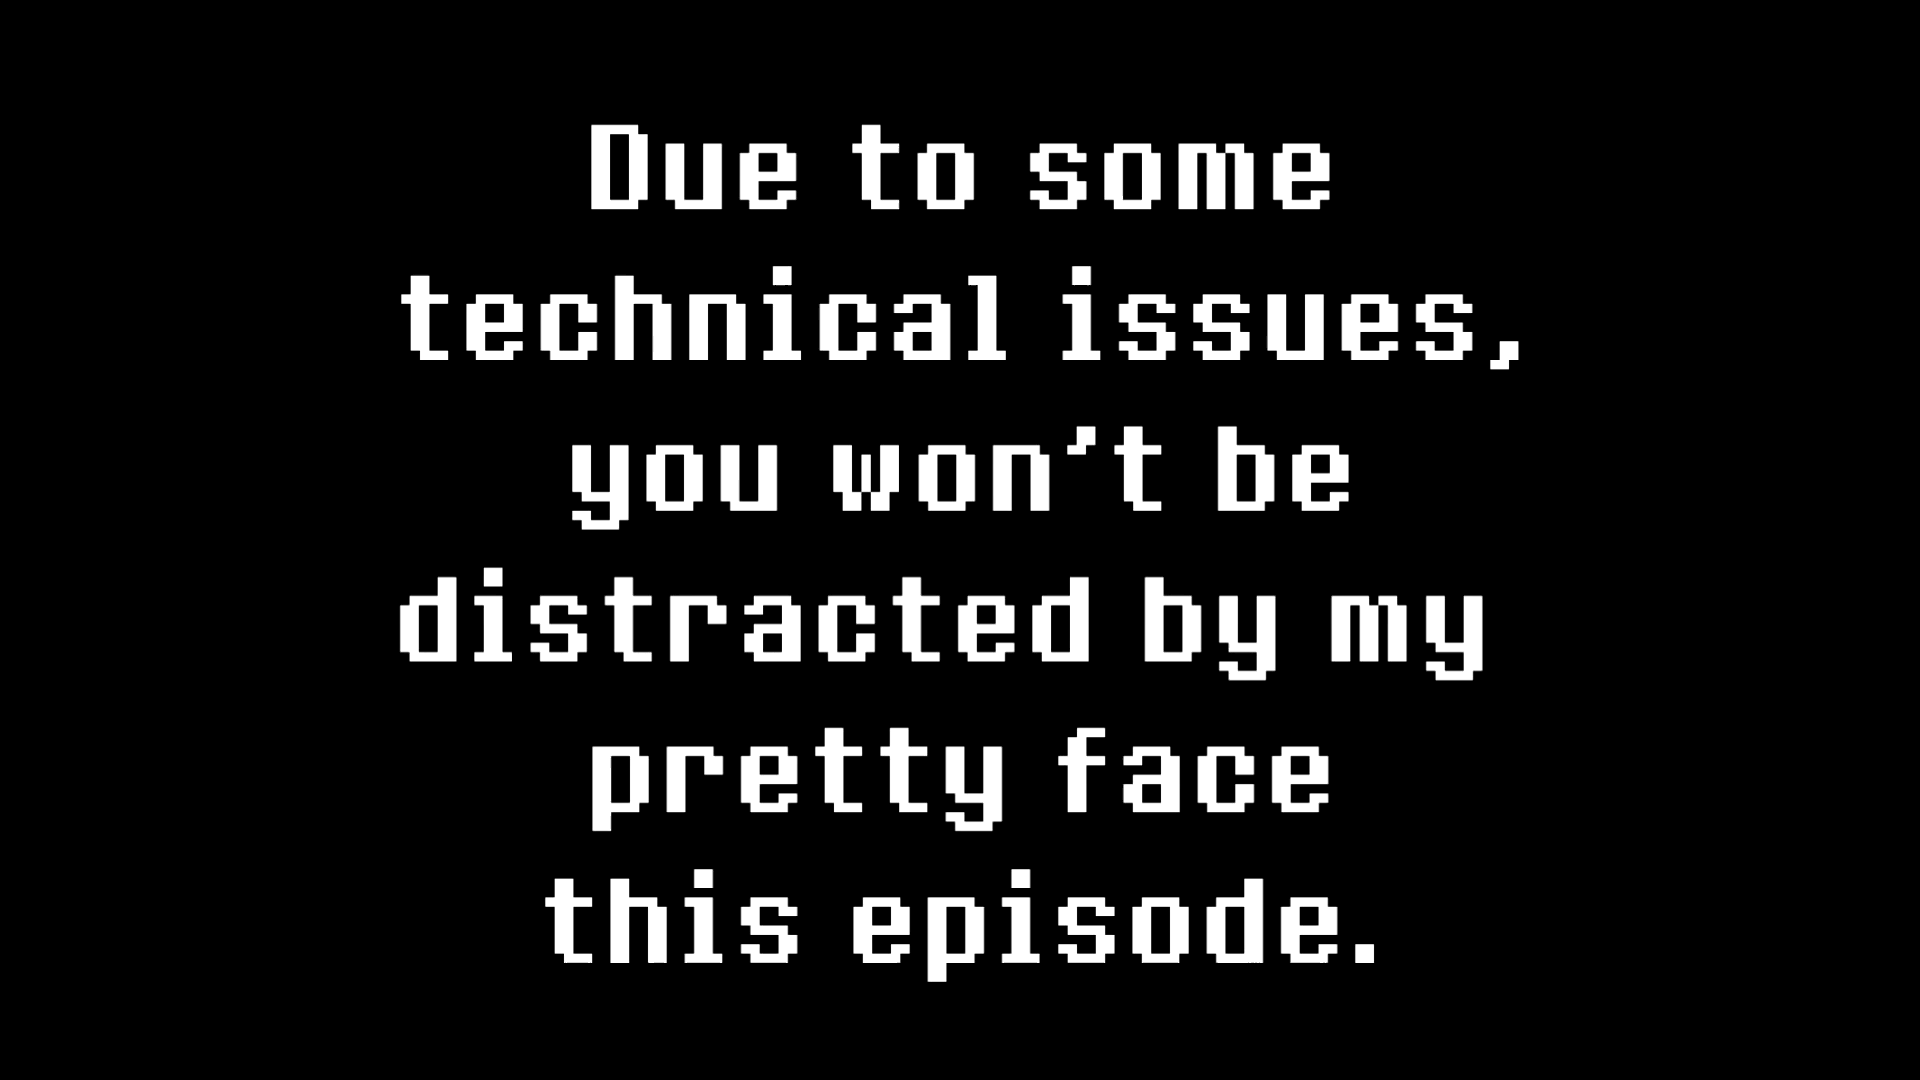 Due to some
technical issues,
you won’t be
distracted by my
pretty face
this episode.